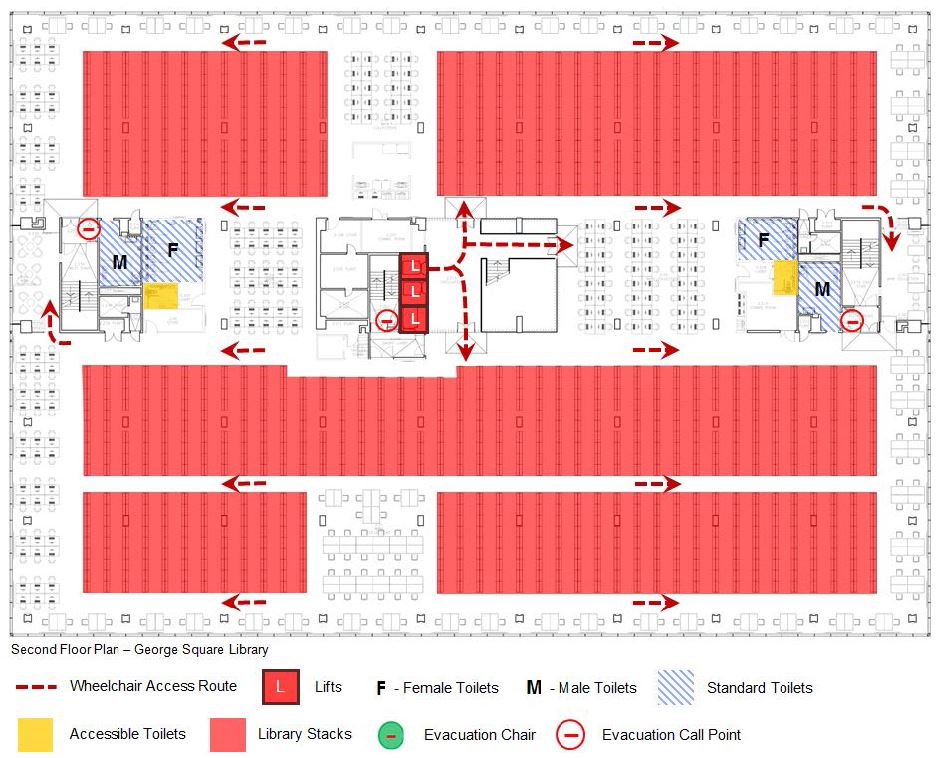 F
M
L
L
L
F
M
Second Floor Plan – George Square Library
Wheelchair Access Route
L
Lifts
F - Female Toilets
M - Male Toilets
Standard Toilets
Accessible Toilets
Library Stacks
Evacuation Chair
Evacuation Call Point